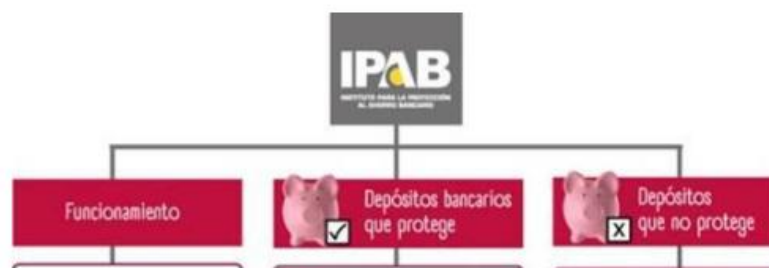 IPAB
INSTITUTO PARA LA PROTECCIÓN
AL AHORRO BANCARIO
Funcionamiento
Depósitos bancarios
que protege
Depósitos
que no protege
X